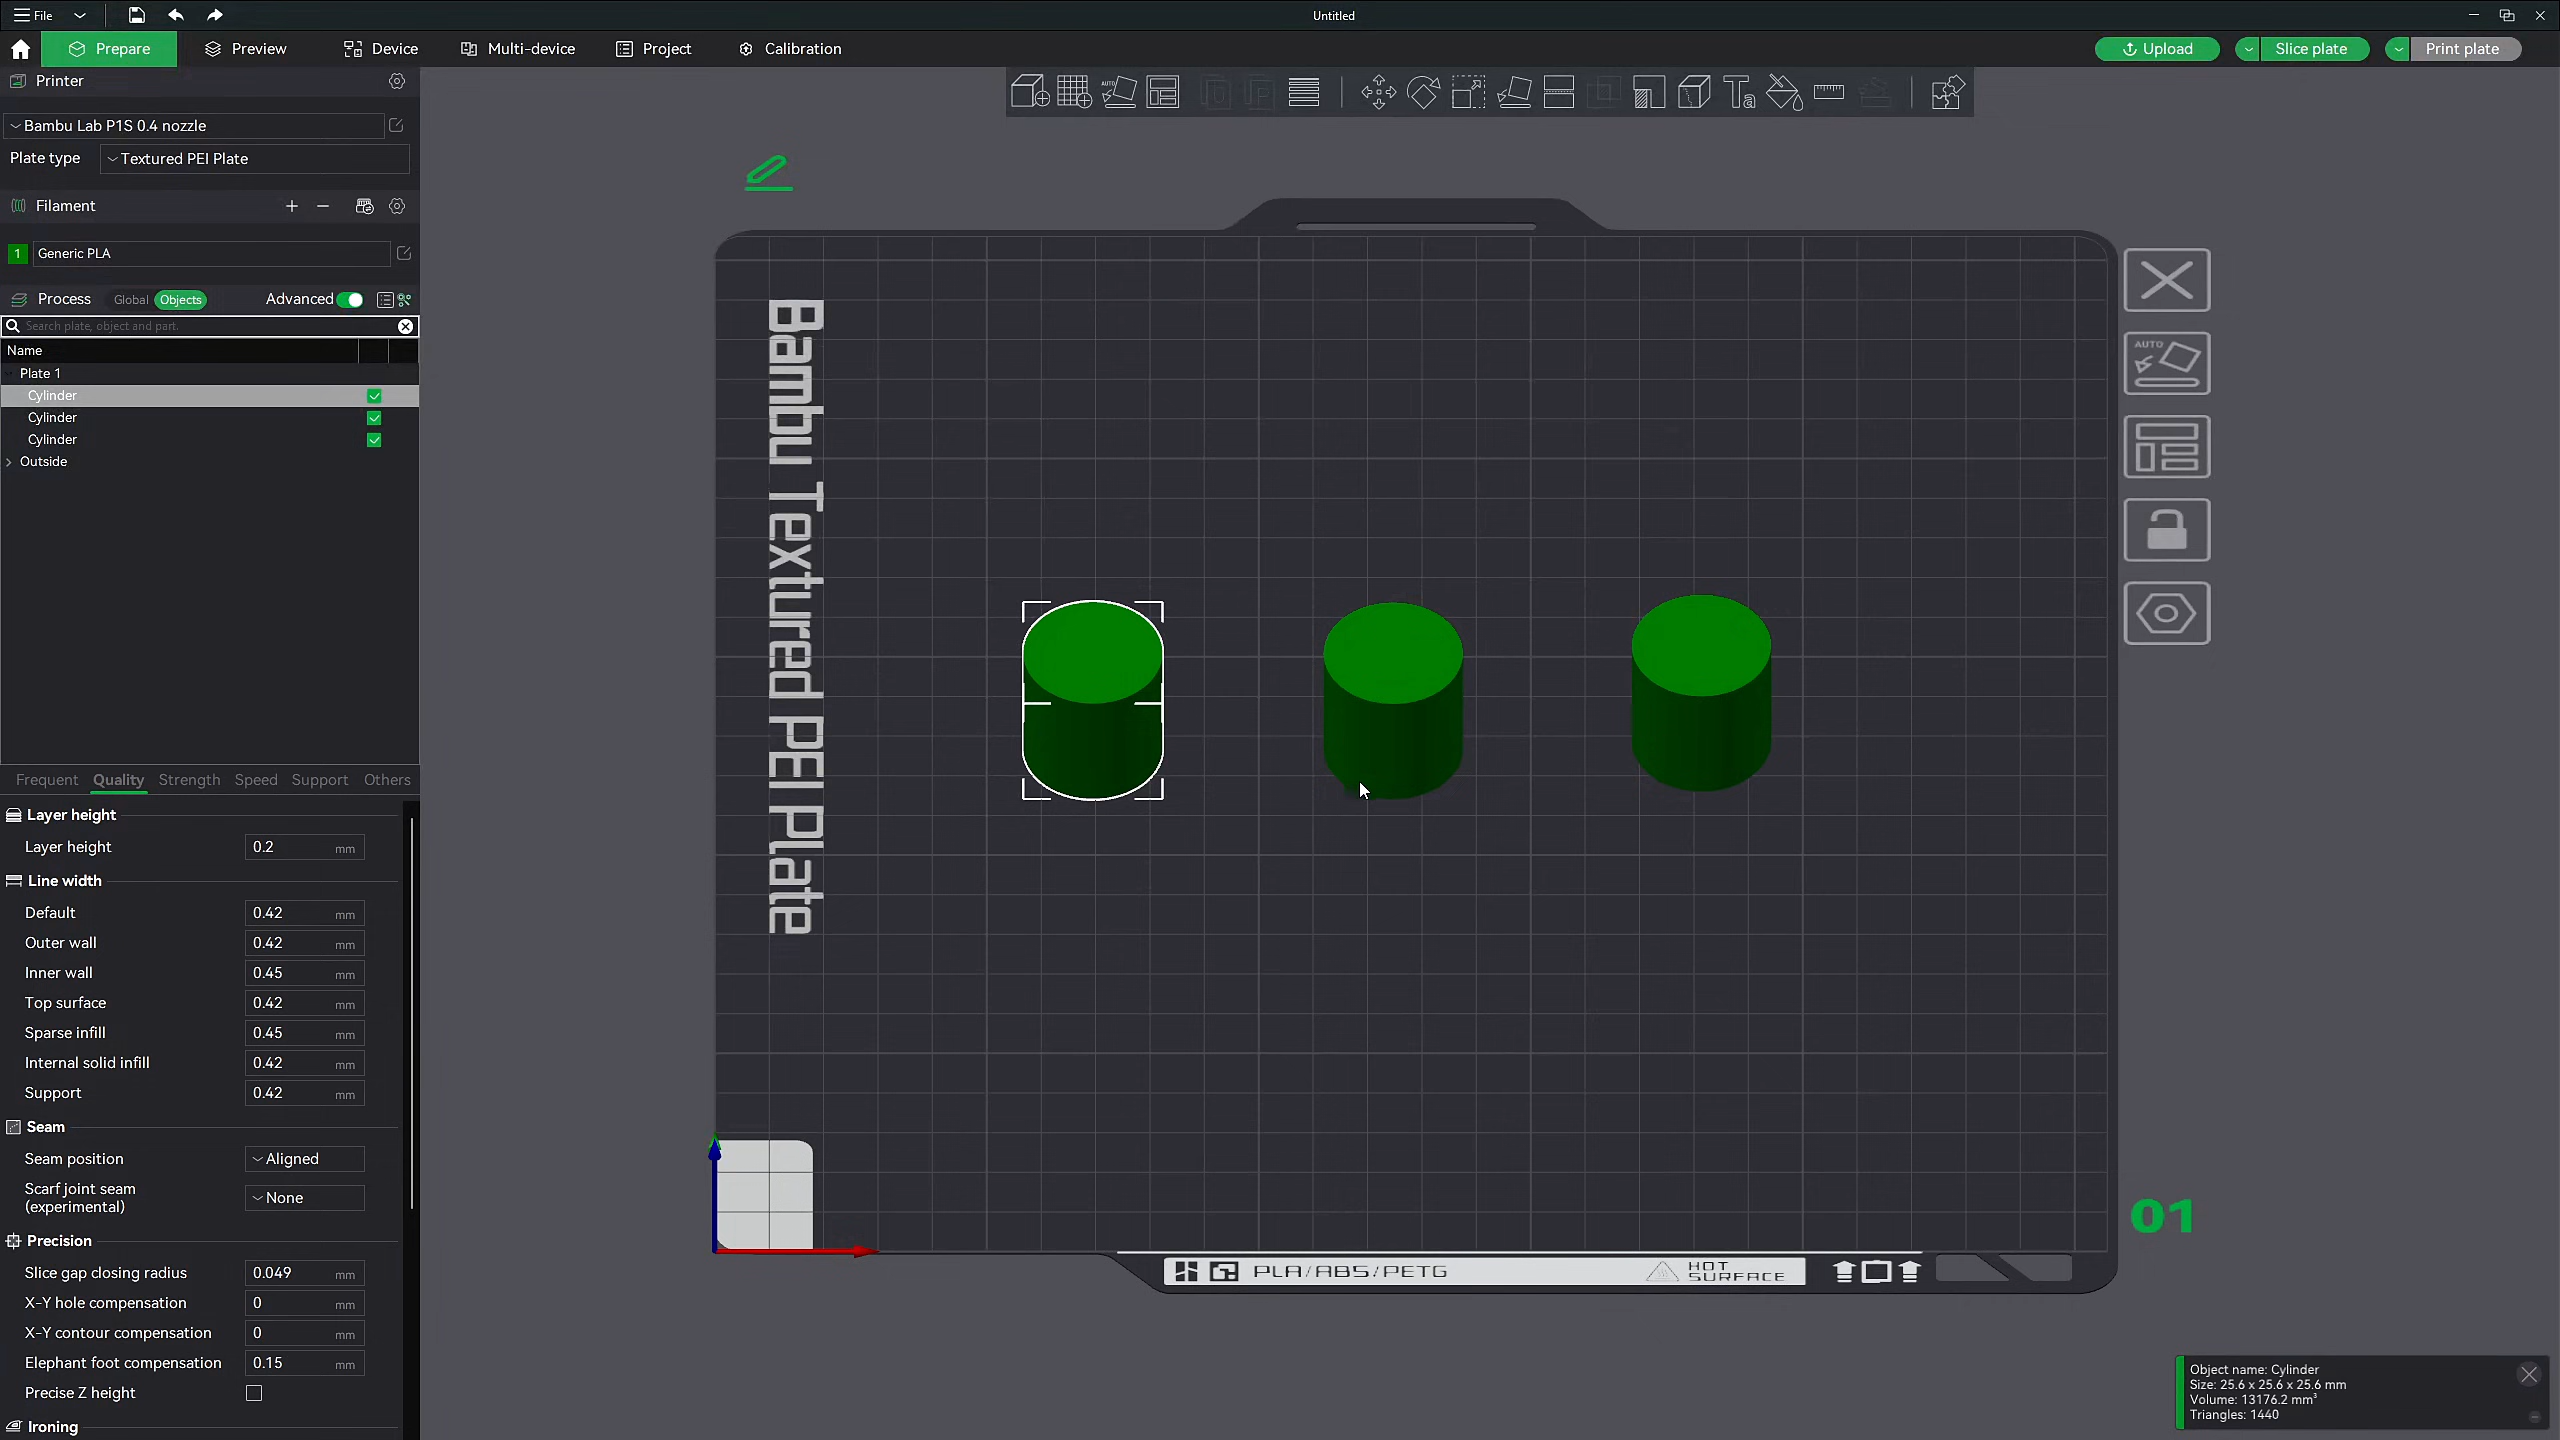 File
Untitled
Prepare
Preview
Device
Multi-device
Project
Calibration
Upload
Slice plate
Print plate
Printer
Bambu Lab P1S 0.4 nozzle
Plate type
Textured PEI Plate
Filament
1
Generic PLA
Process
Global
Objects
Advanced
Search plate, object and part.
Name
Plate 1
Cylinder
Cylinder
Cylinder
Outside
Frequent
Quality
Strength
Speed
Support
Others
Layer height
Layer height 0.2 mm
Line width
Default 0.42 mm
Outer wall 0.42 mm
Inner wall 0.45 mm
Top surface 0.42 mm
Sparse infill 0.45 mm
Internal solid infill 0.42 mm
Support 0.42 mm
Seam
Seam position Aligned
Scarf joint seam
(experimental) None
Precision
Slice gap closing radius 0.049 mm
X-Y hole compensation 0 mm
X-Y contour compensation 0 mm
Elephant foot compensation 0.15 mm
Precise Z height
Ironing
AUTO
Bambu Textured PEI Plate
AUTO
01
PLA/ABS/PETG
HOT
SURFACE
Object name: Cylinder
Size: 25.6 x 25.6 x 25.6 mm
Volume: 13176.2 mm³
Triangles: 1440